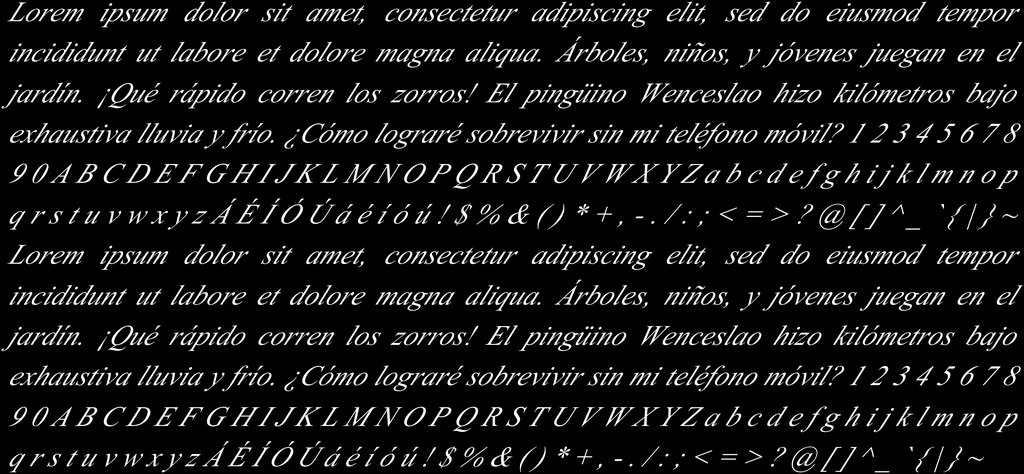 Lorem ipsum dolor sit amet, consectetur adipiscing elit, sed do eiusmod tempor
incididunt ut labore et dolore magna aliqua. Árboles, niños, y jóvenes juegan en el
jardín. ¡Qué rápido corren los zorros! El pingüino Wenceslao hizo kilómetros bajo
exhaustiva lluvia y frío. ¿Cómo lograré sobrevivir sin mi teléfono móvil? 1 2 3 4 5 6 7 8
9 0 A B C D E F G H I J K L M N O P Q R S T U V W X Y Z a b c d e f g h i j k l m n o p
q r s t u v w x y z Á É Í Ó Ú á é í ó ú ! $ % & ( ) * + , - . / : ; < = > ? @ [ ] ^ _ ` { | } ~
Lorem ipsum dolor sit amet, consectetur adipiscing elit, sed do eiusmod tempor
incididunt ut labore et dolore magna aliqua. Árboles, niños, y jóvenes juegan en el
jardín. ¡Qué rápido corren los zorros! El pingüino Wenceslao hizo kilómetros bajo
exhaustiva lluvia y frío. ¿Cómo lograré sobrevivir sin mi teléfono móvil? 1 2 3 4 5 6 7 8
9 0 A B C D E F G H I J K L M N O P Q R S T U V W X Y Z a b c d e f g h i j k l m n o p
q r s t u v w x y z Á É Í Ó Ú á é í ó ú ! $ % & ( ) * + , - . / : ; < = > ? @ [ ] ^ _ ` { | } ~